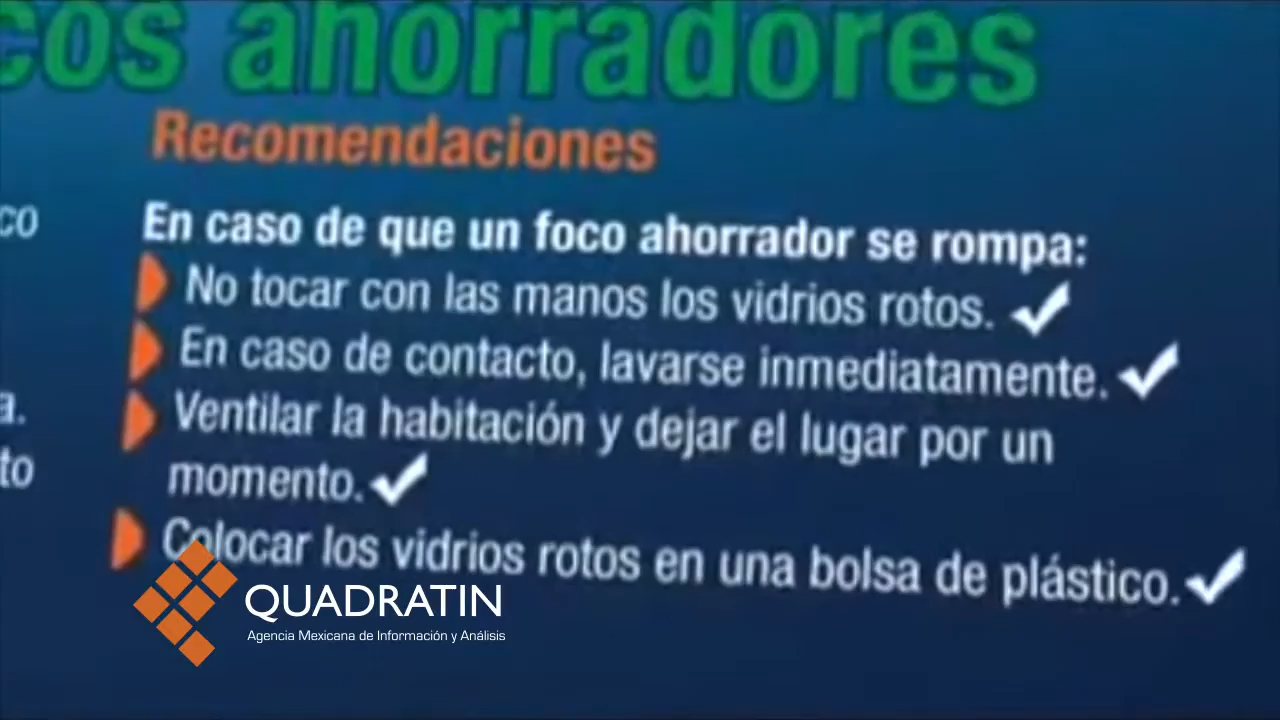 cos ahorradores
Recomendaciones
co
En caso de que un foco ahorrador se rompa:
No tocar con las manos los vidrios rotos.
En caso de contacto, lavarse inmediatamente.
a.
Ventilar la habitación y dejar el lugar por un
to
momento.
Colocar los vidrios rotos en una bolsa de plástico.
QUADRATIN
Agencia Mexicana de Información y Análisis